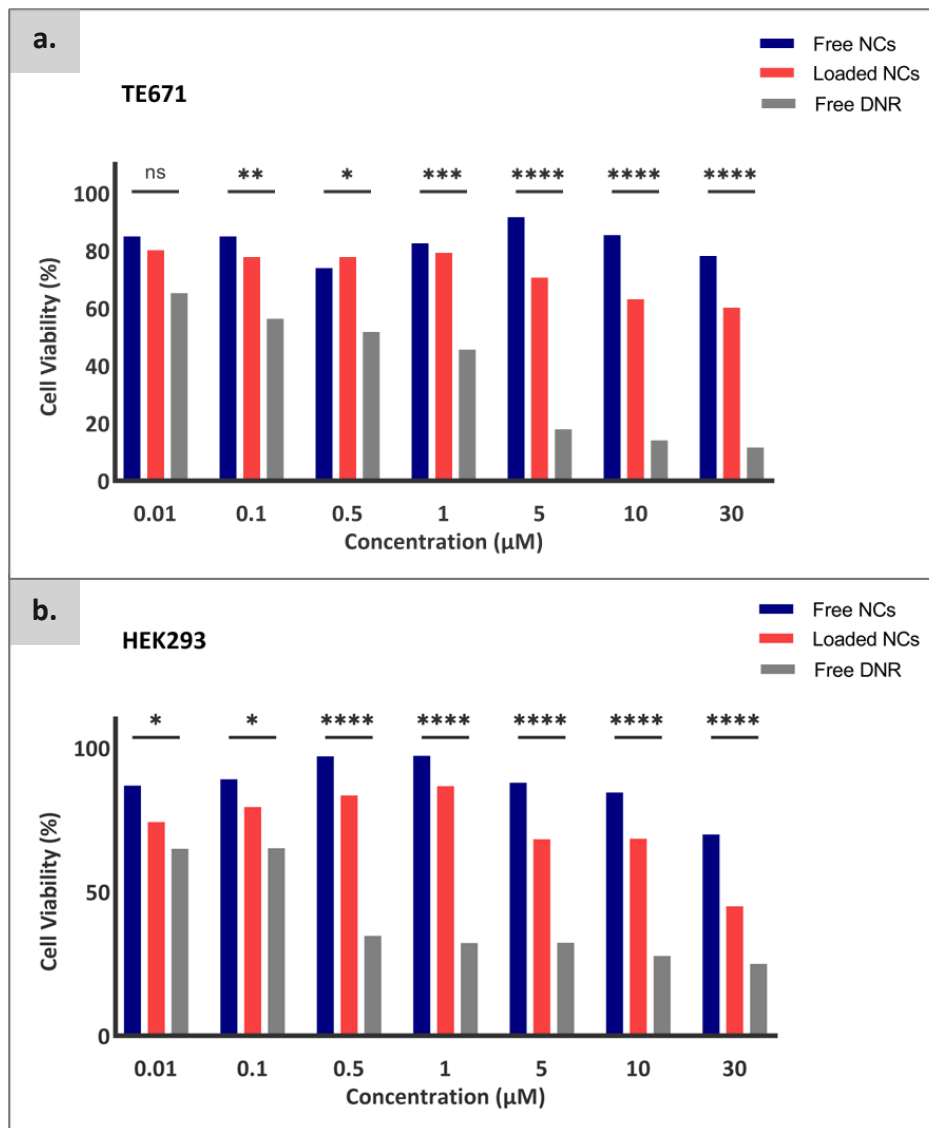 a.
Free NCs
Loaded NCs
Free DNR
TE671
ns ** * *** **** **** ****
100
80
60
40
20
0
Cell Viability (%)
0.01 0.1 0.5 1 5 10 30
Concentration (µM)
b.
Free NCs
Loaded NCs
Free DNR
HEK293
* * **** **** **** **** ****
100
50
0
Cell Viability (%)
0.01 0.1 0.5 1 5 10 30
Concentration (µM)